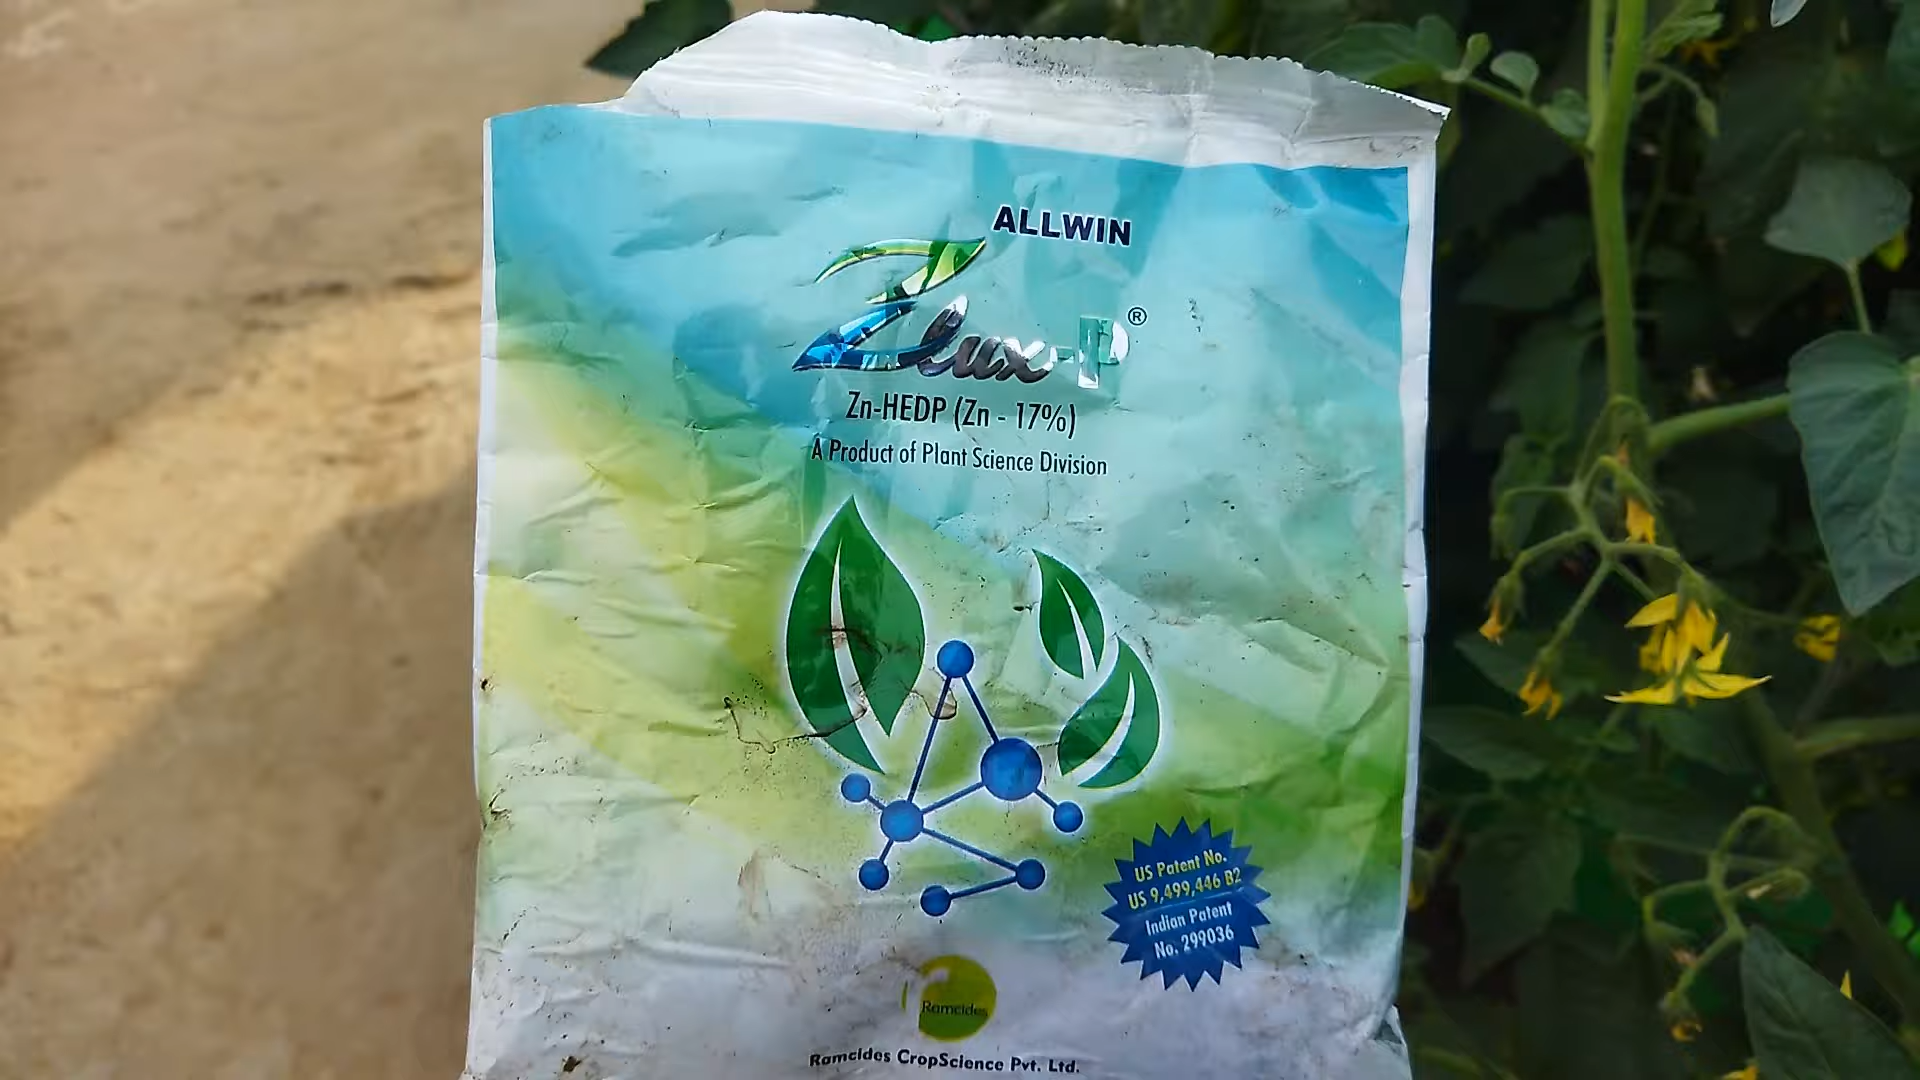 ALLWIN
Zlux-P®
Zn-HEDP (Zn - 17%)
A Product of Plant Science Division
US Patent No.
US 9,499,446 B2
Indian Patent
No. 299036
Ramcides
Ramcides CropScience Pvt. Ltd.